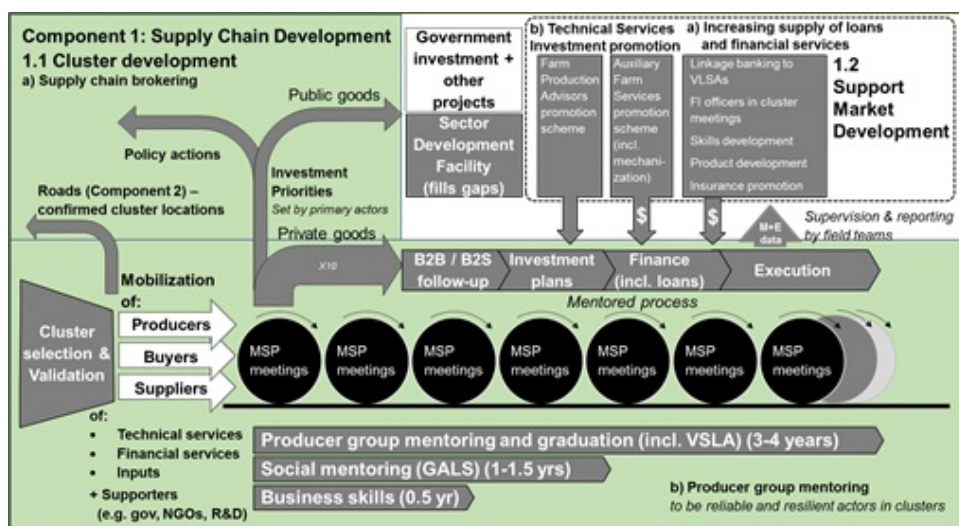 Component 1: Supply Chain Development
1.1 Cluster development
a) Supply chain brokering
Public goods
Policy actions
Roads (Component 2) –
confirmed cluster locations
Investment
Priorities
Set by primary actors
Private goods
X10
Government
investment +
other
projects
Sector
Development
Facility
(fills gaps)
b) Technical Services
Investment promotion
Farm
Production
Advisors
promotion
scheme
Auxiliary
Farm
Services
promotion
scheme
(incl.
mechani-
zation)
a) Increasing supply of loans
and financial services
Linkage banking to
VLSAs
FI officers in cluster
meetings
Skills development
Product development
Insurance promotion
1.2
Support
Market
Development
$
$
M+E
data
Supervision & reporting
by field teams
B2B / B2S
follow-up
Investment
plans
Finance
(incl. loans)
Execution
Mentored process
Cluster
selection &
Validation
Mobilization
of:
Producers
Buyers
Suppliers
MSP
meetings
MSP
meetings
MSP
meetings
MSP
meetings
MSP
meetings
MSP
meetings
MSP
meetings
of:
• Technical services
• Financial services
• Inputs
+ Supporters
(e.g. gov, NGOs, R&D)
Producer group mentoring and graduation (incl. VSLA) (3-4 years)
Social mentoring (GALS) (1-1.5 yrs)
Business skills (0.5 yr)
b) Producer group mentoring
to be reliable and resilient actors in clusters